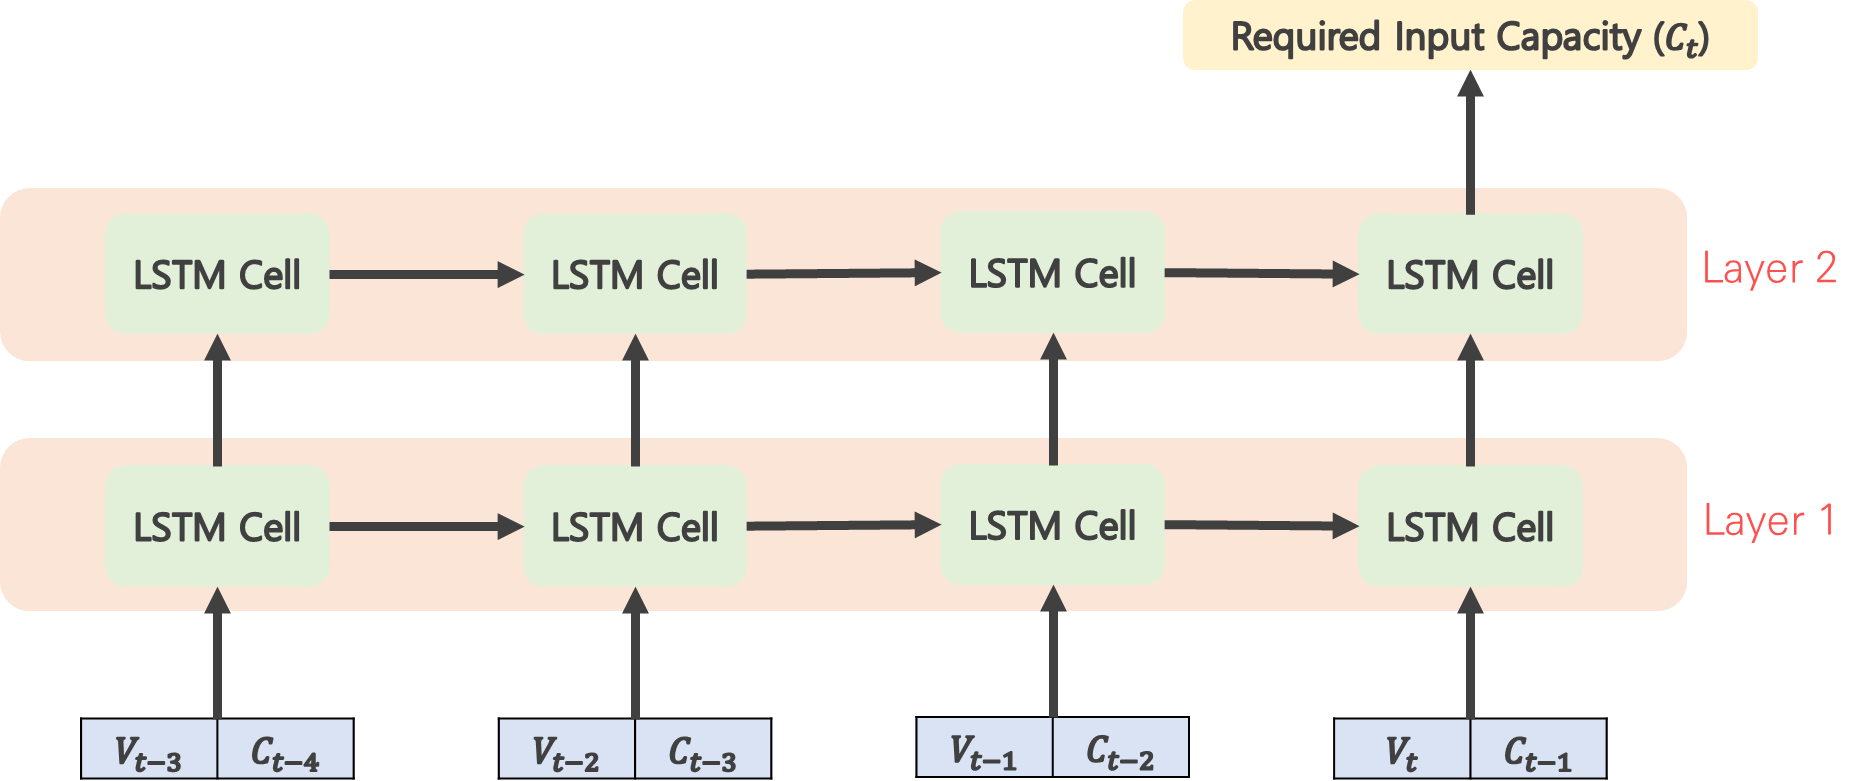 Required Input Capacity (C_t)
LSTM Cell LSTM Cell LSTM Cell LSTM Cell Layer 2
LSTM Cell LSTM Cell LSTM Cell LSTM Cell Layer 1
V_{t−3} C_{t−4} V_{t−2} C_{t−3} V_{t−1} C_{t−2} V_t C_{t−1}